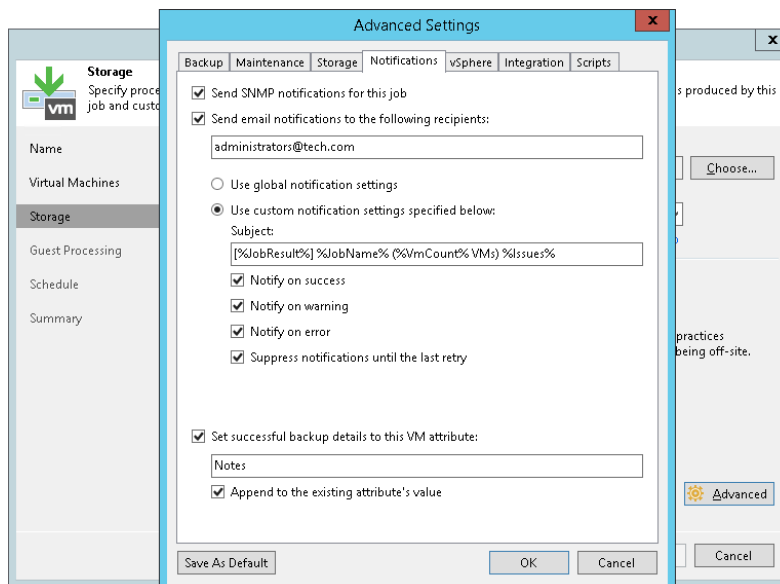 Advanced Settings
x
x
Storage
Specify proce
job and custo
s produced by this
vm
Name
Virtual Machines
Storage
Guest Processing
Schedule
Summary
Backup Maintenance Storage Notifications vSphere Integration Scripts
Send SNMP notifications for this job
Send email notifications to the following recipients:
administrators@tech.com
Use global notification settings
Use custom notification settings specified below:
Subject:
[%JobResult%] %JobName% (%VmCount% VMs) %Issues%
Notify on success
Notify on warning
Notify on error
Suppress notifications until the last retry
Set successful backup details to this VM attribute:
Notes
Append to the existing attribute's value
Save As Default OK Cancel
Choose...
practices
being off-site.
Advanced
Cancel